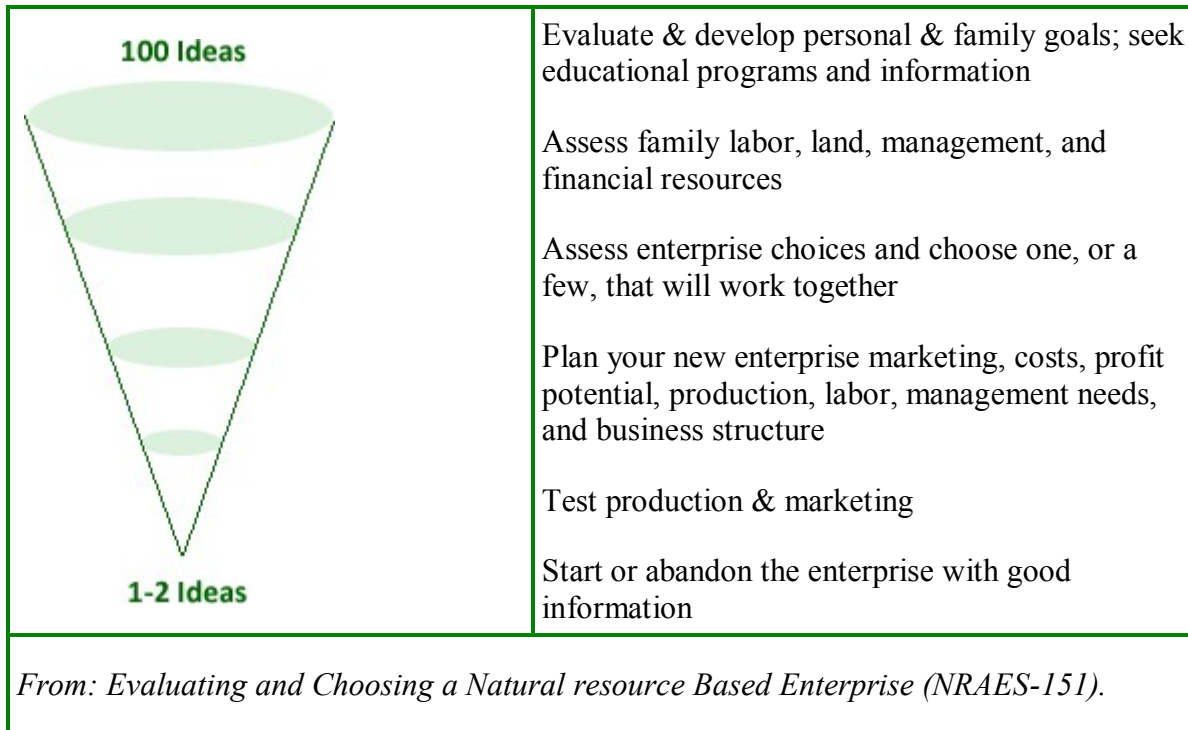 100 Ideas
1-2 Ideas
Evaluate & develop personal & family goals; seek
educational programs and information
Assess family labor, land, management, and
financial resources
Assess enterprise choices and choose one, or a
few, that will work together
Plan your new enterprise marketing, costs, profit
potential, production, labor, management needs,
and business structure
Test production & marketing
Start or abandon the enterprise with good
information
From: Evaluating and Choosing a Natural resource Based Enterprise (NRAES-151).